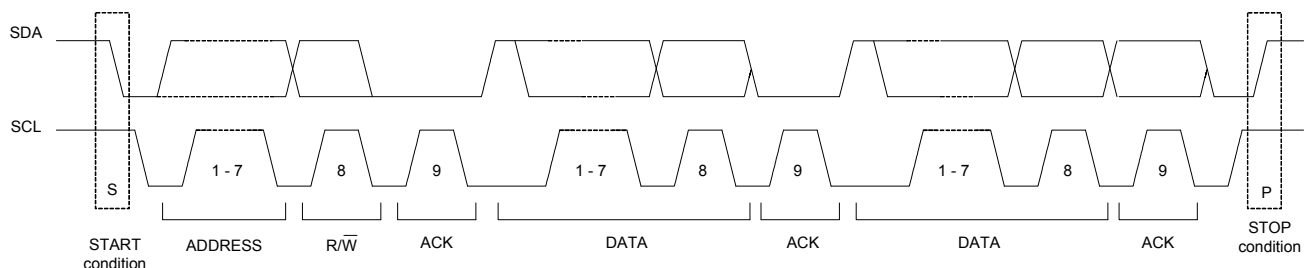 SDA
SCL
1 - 7
8
9
1 - 7
8
9
1 - 7
8
9
S
P
START
condition
ADDRESS
R/W̅
ACK
DATA
ACK
DATA
ACK
STOP
condition